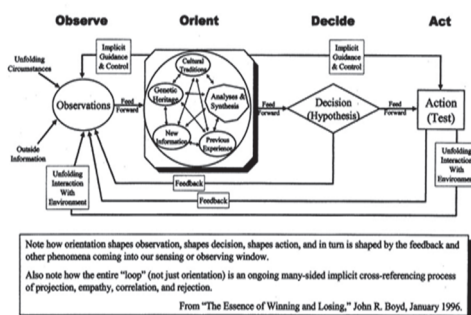 Observe
Orient
Decide
Act
Unfolding
Circumstances
Implicit
Guidance
& Control
Cultural
Traditions
Implicit
Guidance
& Control
Observations
Feed
Forward
Genetic
Heritage
Analyses &
Synthesis
Feed
Forward
Decision
(Hypothesis)
Feed
Forward
Action
(Test)
New
Information
Previous
Experience
Outside
Information
Unfolding
Interaction
With
Environment
Feedback
Feedback
Unfolding
Interaction
With
Environment
Note how orientation shapes observation, shapes decision, shapes action, and in turn is shaped by the feedback and
other phenomena coming into our sensing or observing window.
Also note how the entire "loop" (not just orientation) is an ongoing many-sided implicit cross-referencing process
of projection, empathy, correlation, and rejection.
From "The Essence of Winning and Losing," John R. Boyd, January 1996.